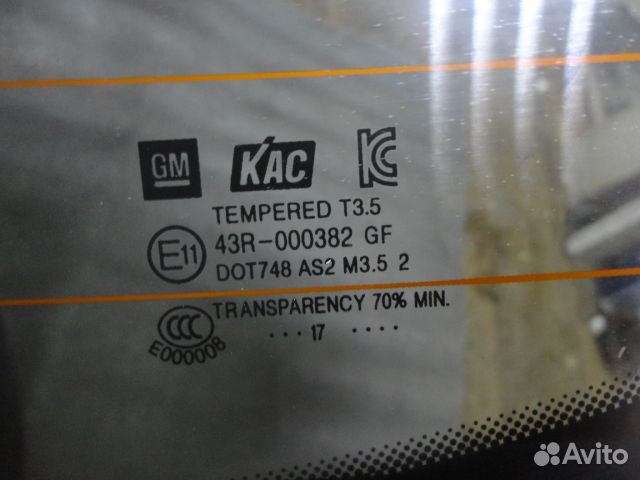 GM KAC KC
TEMPERED T3.5
E11 43R-000382 GF
DOT748 AS2 M3.5 2
TRANSPARENCY 70% MIN.
CCC
E000008
··· 17 ····
Avito